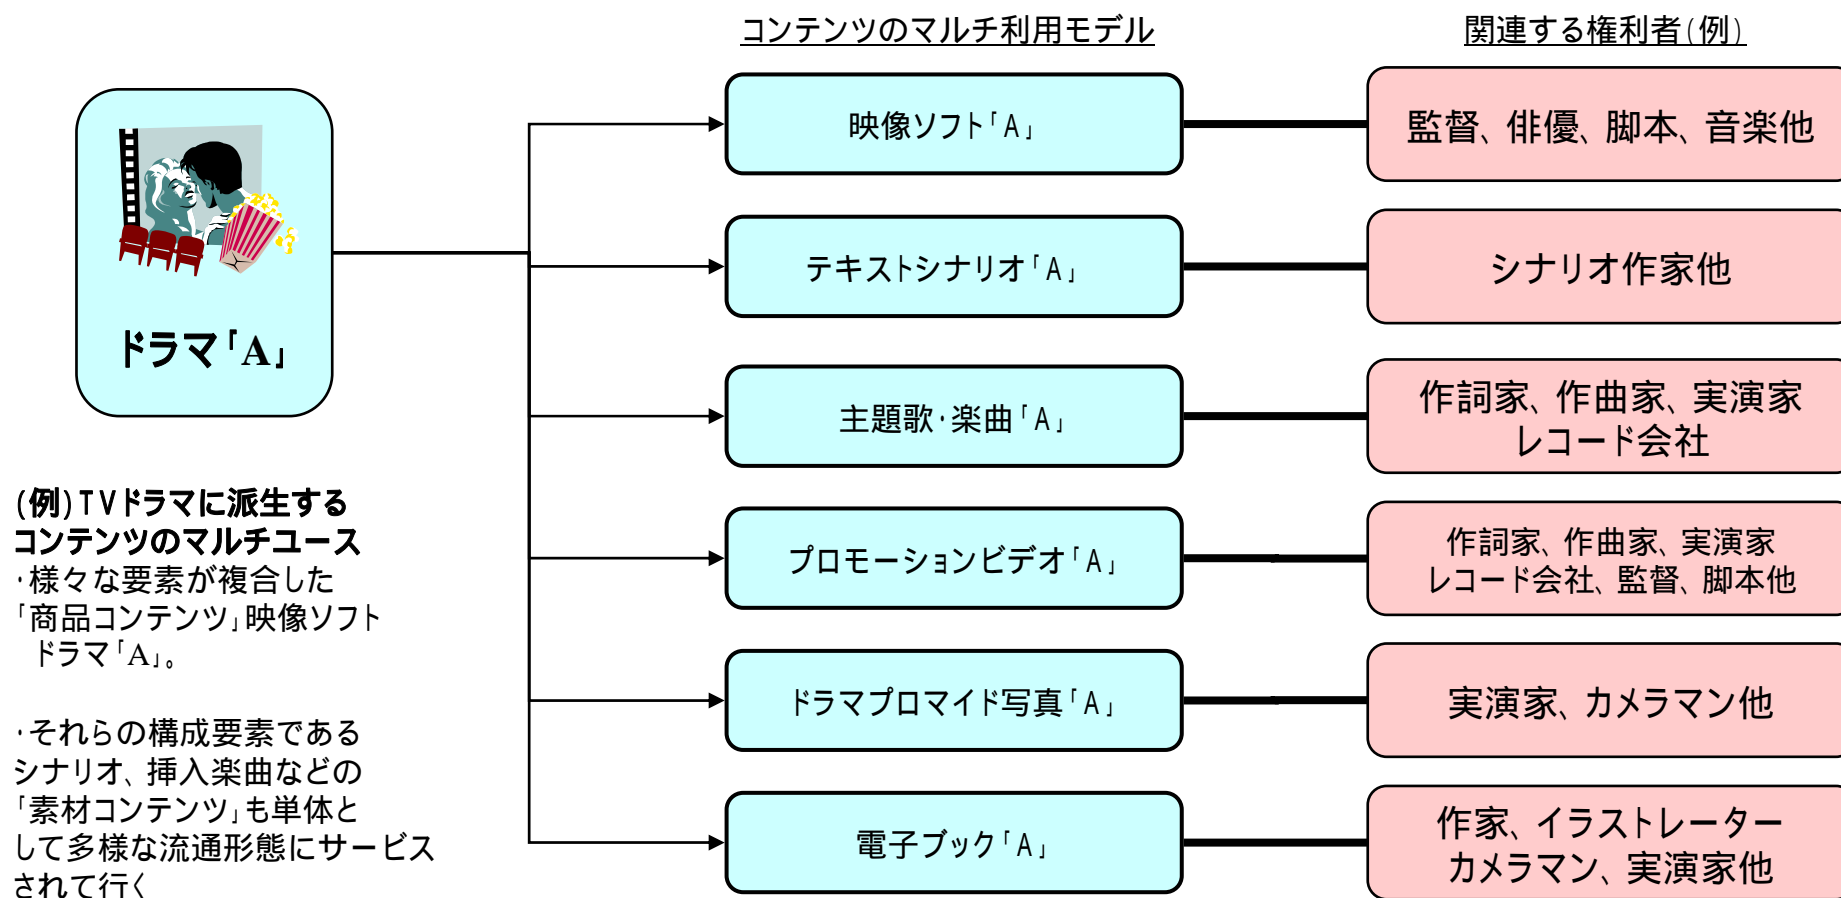 コンテンツのマルチ利用モデル
関連する権利者(例)
ドラマ「A」
映像ソフト「A」
監督、俳優、脚本、音楽他
テキストシナリオ「A」
シナリオ作家他
主題歌・楽曲「A」
作詞家、作曲家、実演家
レコード会社
プロモーションビデオ「A」
作詞家、作曲家、実演家
レコード会社、監督、脚本他
ドラマプロマイド写真「A」
実演家、カメラマン他
電子ブック「A」
作家、イラストレーター
カメラマン、実演家他
(例)TVドラマに派生する
コンテンツのマルチユース
・様々な要素が複合した
「商品コンテンツ」映像ソフト
ドラマ「A」。
・それらの構成要素である
シナリオ、挿入楽曲などの
「素材コンテンツ」も単体と
して多様な流通形態にサービス
されて行く